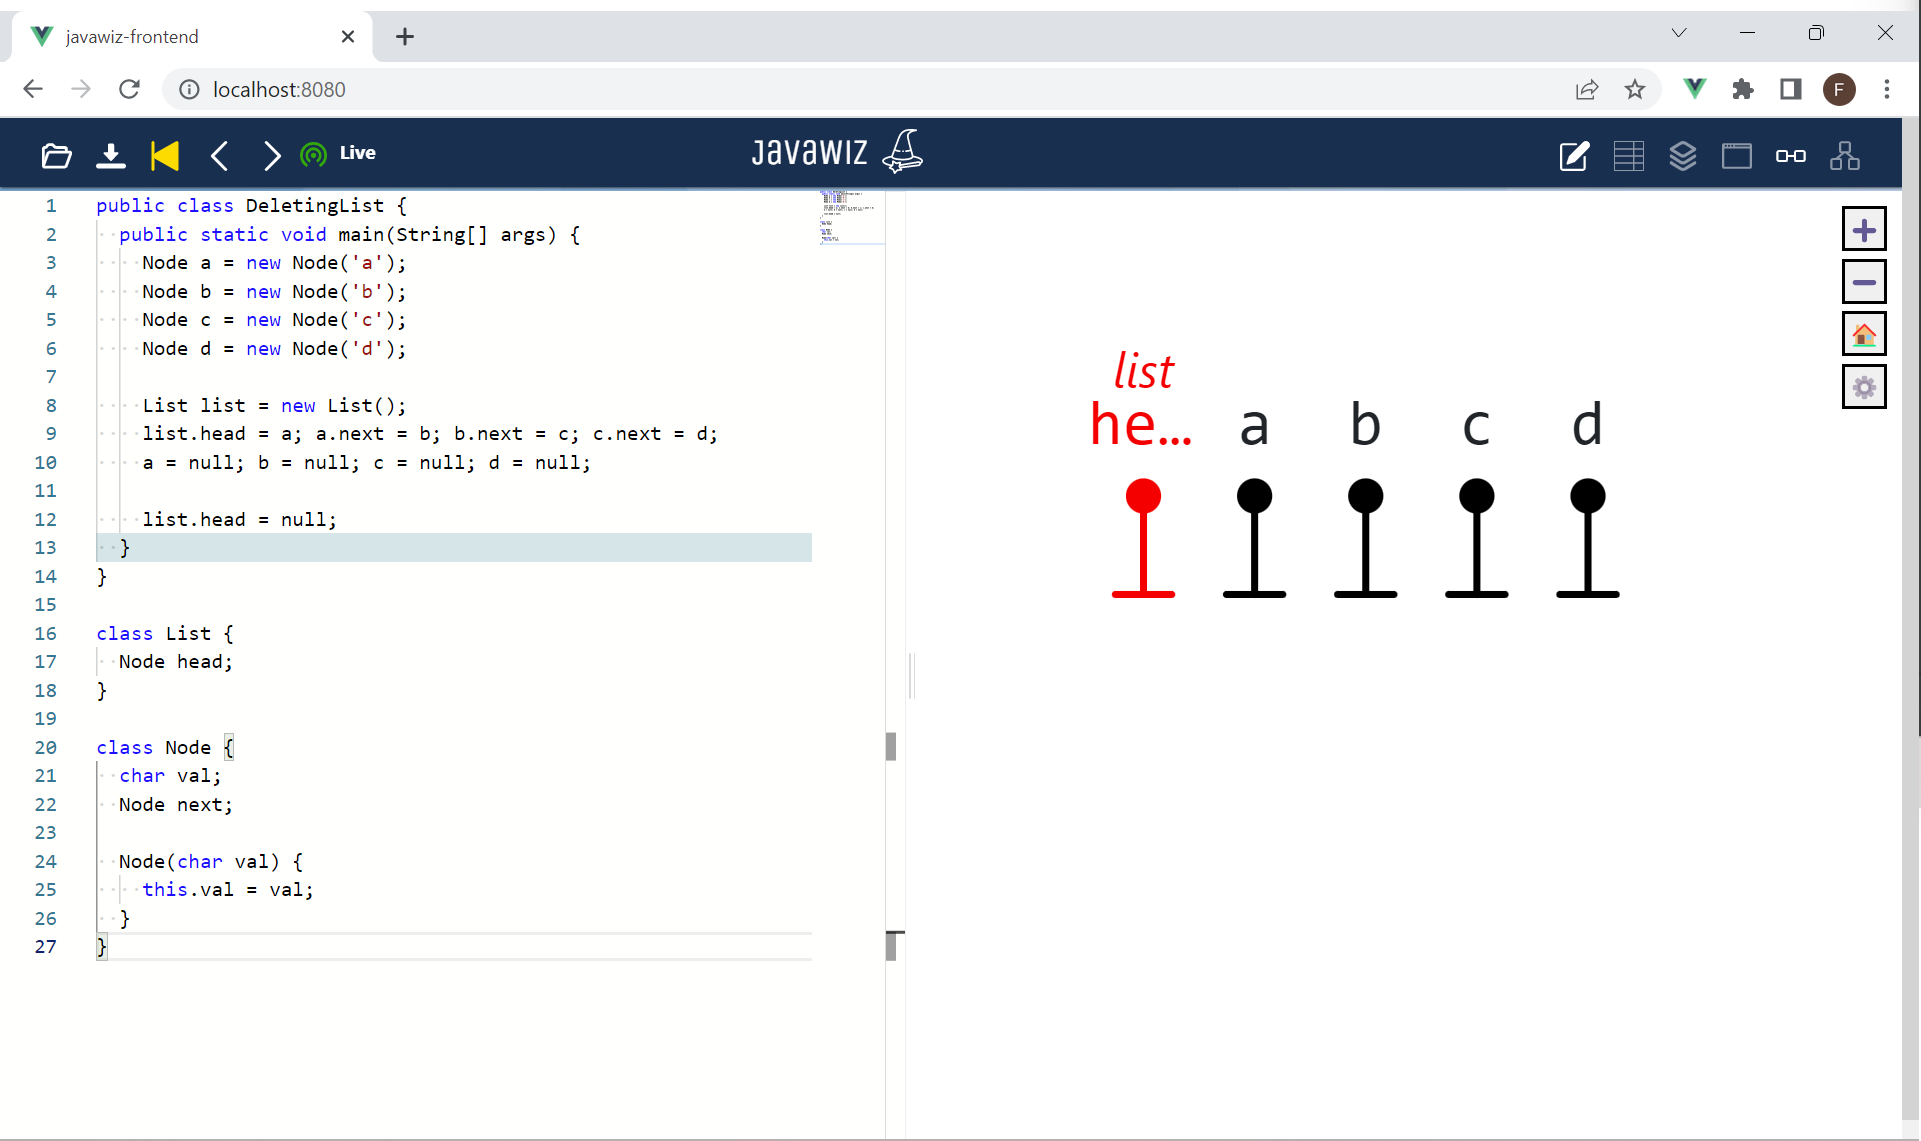 javawiz-frontend
localhost:8080
F
Live
JavaWIZ
1 public class DeletingList {
2 public static void main(String[] args) {
3 Node a = new Node('a');
4 Node b = new Node('b');
5 Node c = new Node('c');
6 Node d = new Node('d');
7
8 List list = new List();
9 list.head = a; a.next = b; b.next = c; c.next = d;
10 a = null; b = null; c = null; d = null;
11
12 list.head = null;
13 }
14 }
15
16 class List {
17 Node head;
18 }
19
20 class Node {
21 char val;
22 Node next;
23
24 Node(char val) {
25 this.val = val;
26 }
27 }
list
he... a b c d